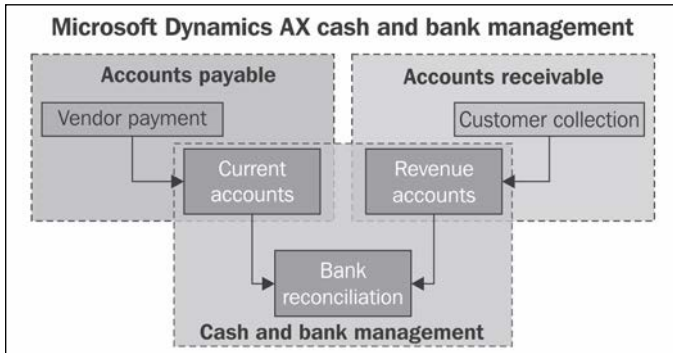 Microsoft Dynamics AX cash and bank management
Accounts payable
Accounts receivable
Vendor payment
Customer collection
Current
accounts
Revenue
accounts
Bank
reconciliation
Cash and bank management